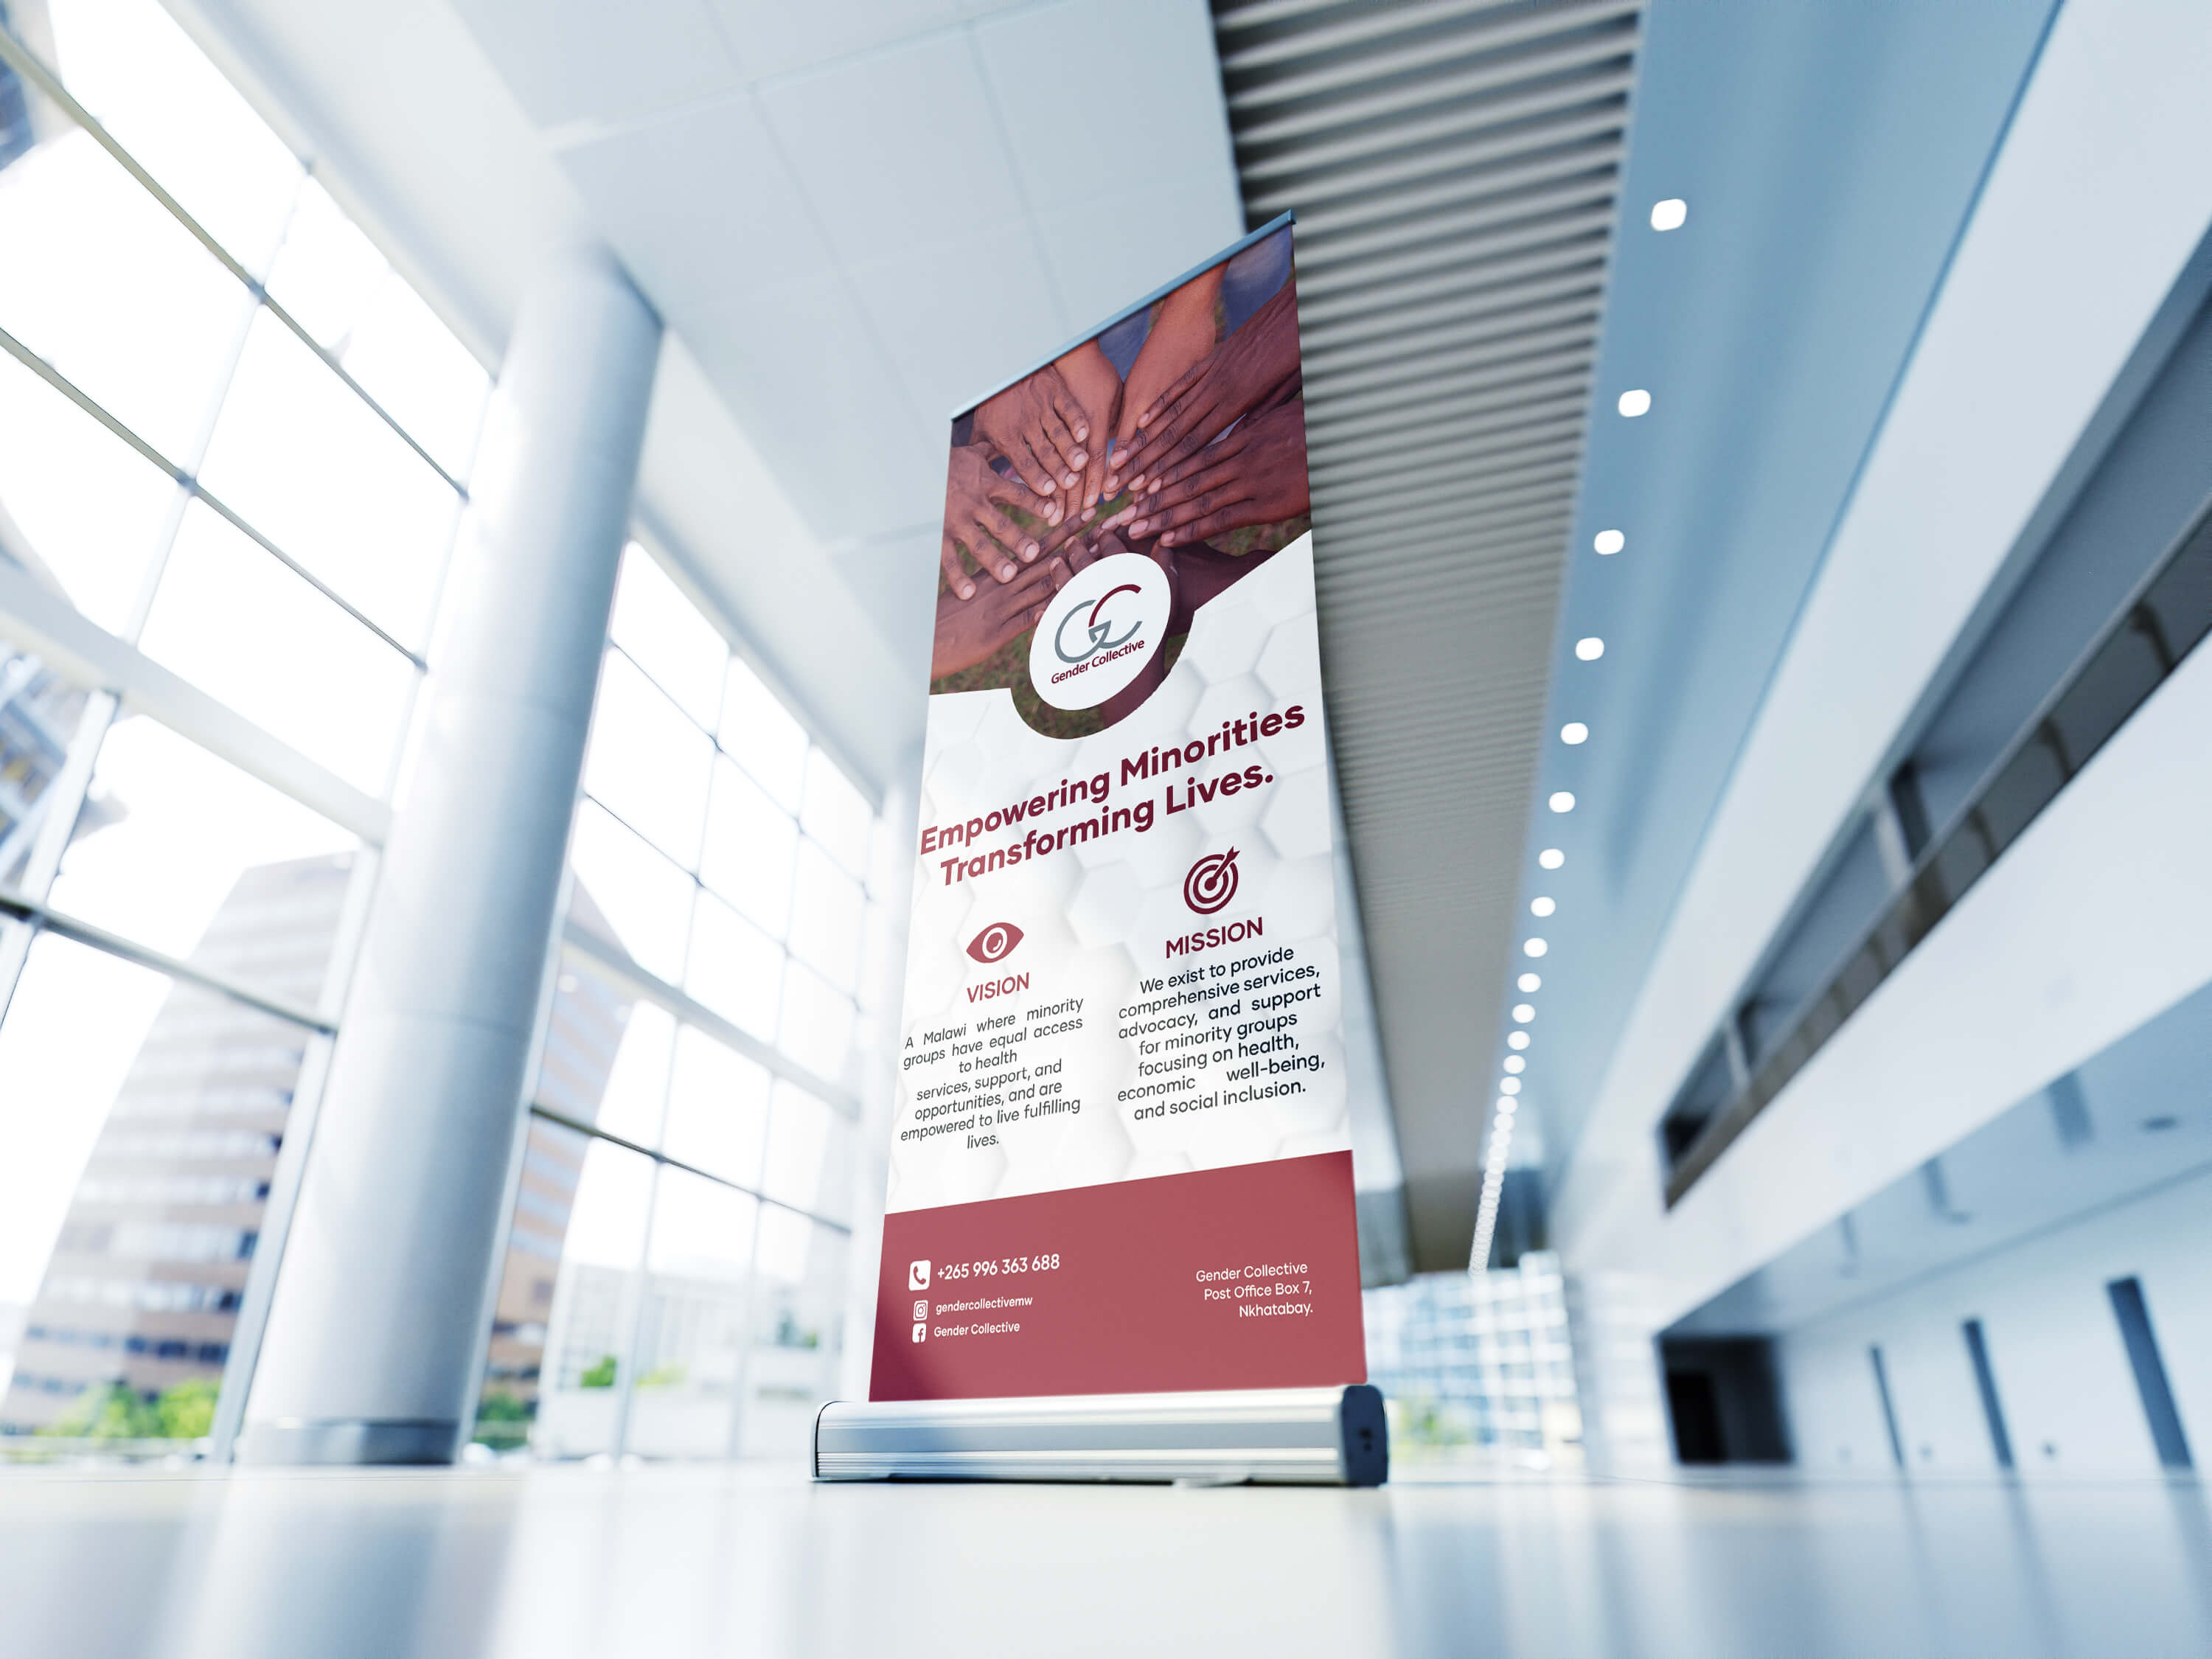 GC
Gender Collective
Empowering Minorities
Transforming Lives.
VISION
A Malawi where minority
groups have equal access
to health
services, support, and
opportunities, and are
empowered to live fulfilling
lives.
MISSION
We exist to provide
comprehensive services,
advocacy, and support
for minority groups
focusing on health,
economic well-being,
and social inclusion.
+265 996 363 688
gendercollectivemw
Gender Collective
Gender Collective
Post Office Box 7,
Nkhatabay.